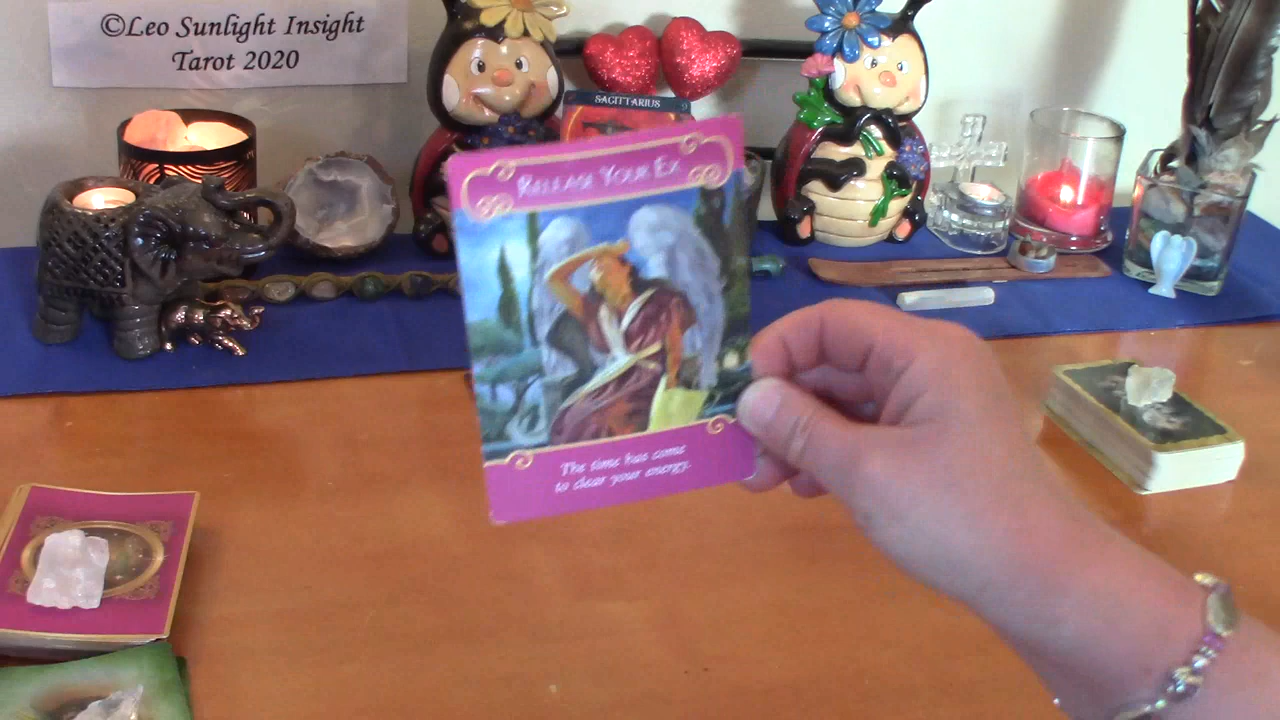 ©Leo Sunlight Insight
Tarot 2020
SAGITTARIUS
RELEASE YOUR EX
The time has come
to clear your energy.